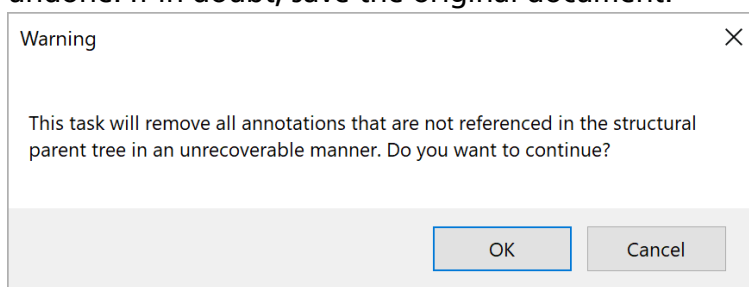 undone. If in doubt, save the original document.
Warning
This task will remove all annotations that are not referenced in the structural
parent tree in an unrecoverable manner. Do you want to continue?
OK
Cancel